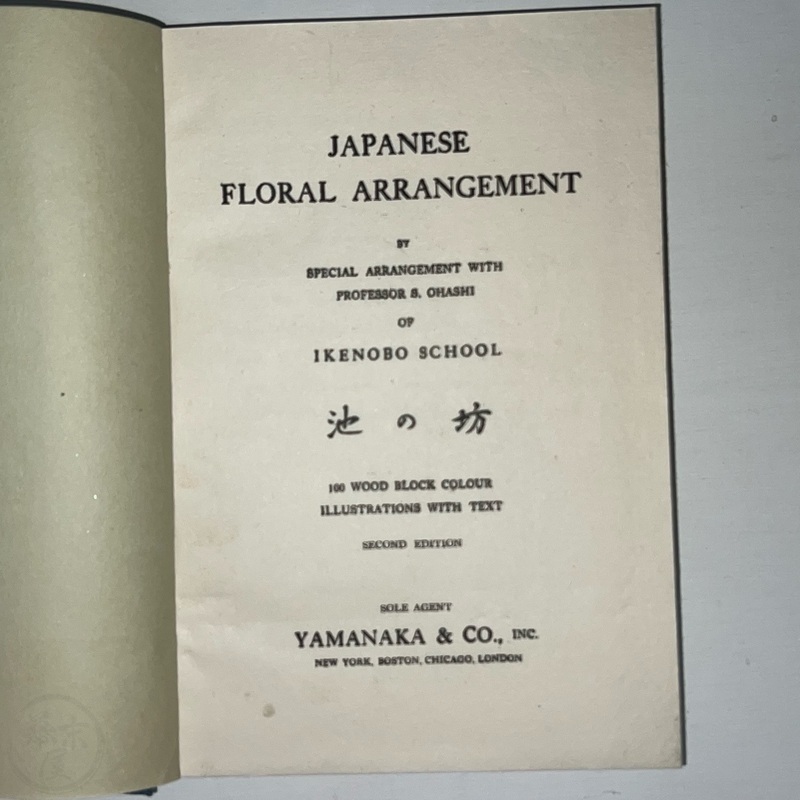 JAPANESE
FLORAL ARRANGEMENT
BY
SPECIAL ARRANGEMENT WITH
PROFESSOR S. OHASHI
OF
IKENOBO SCHOOL
池の坊
100 WOOD BLOCK COLOUR
ILLUSTRATIONS WITH TEXT
SECOND EDITION
SOLE AGENT
YAMANAKA & CO., INC.
NEW YORK, BOSTON, CHICAGO, LONDON